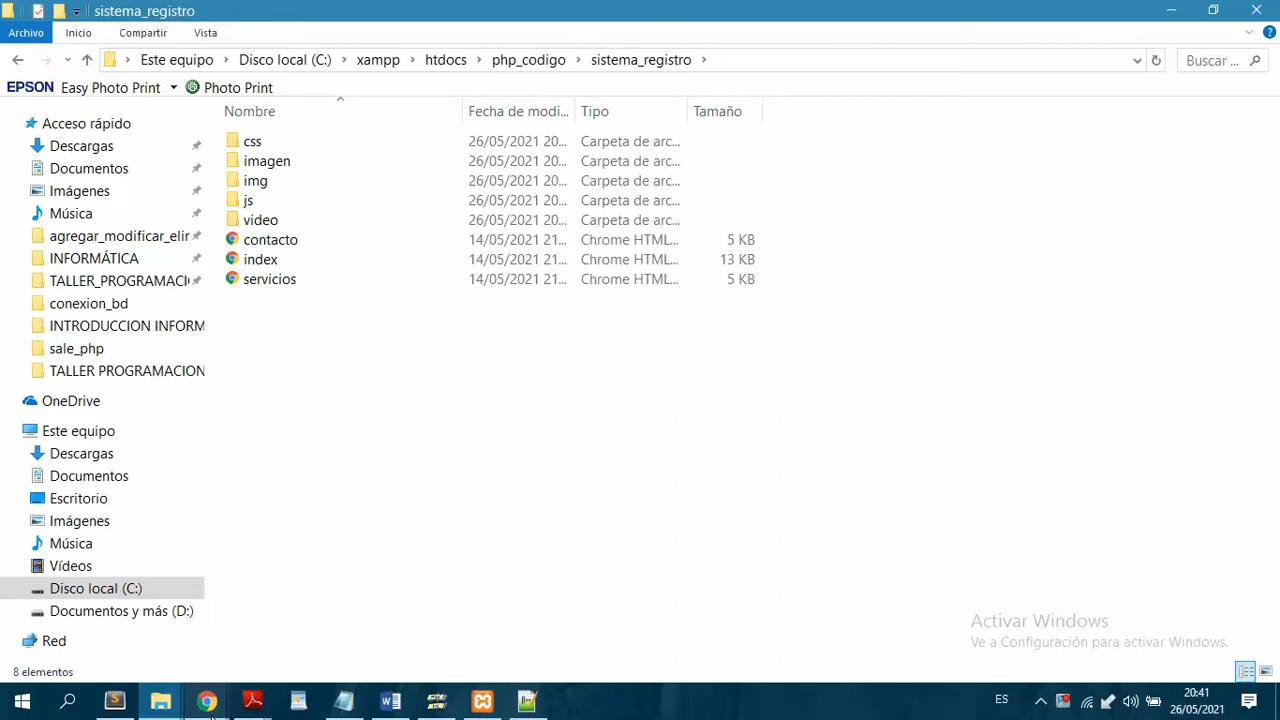 sistema_registro
Archivo Inicio Compartir Vista
Este equipo Disco local (C:) xampp htdocs php_codigo sistema_registro Buscar ...
EPSON Easy Photo Print Photo Print
Nombre Fecha de modi... Tipo Tamaño
Acceso rápido
Descargas
Documentos
Imágenes
Música
agregar_modificar_elir
INFORMÁTICA
TALLER_PROGRAMACI
conexion_bd
INTRODUCCION INFORM
sale_php
TALLER PROGRAMACION
OneDrive
Este equipo
Descargas
Documentos
Escritorio
Imágenes
Música
Vídeos
Disco local (C:)
Documentos y más (D:)
Red
css 26/05/2021 20... Carpeta de arc...
imagen 26/05/2021 20... Carpeta de arc...
img 26/05/2021 20... Carpeta de arc...
js 26/05/2021 20... Carpeta de arc...
video 26/05/2021 20... Carpeta de arc...
contacto 14/05/2021 21... Chrome HTML... 5 KB
index 14/05/2021 21... Chrome HTML... 13 KB
servicios 14/05/2021 21... Chrome HTML... 5 KB
Activar Windows
Ve a Configuración para activar Windows.
8 elementos
ES
20:41
26/05/2021